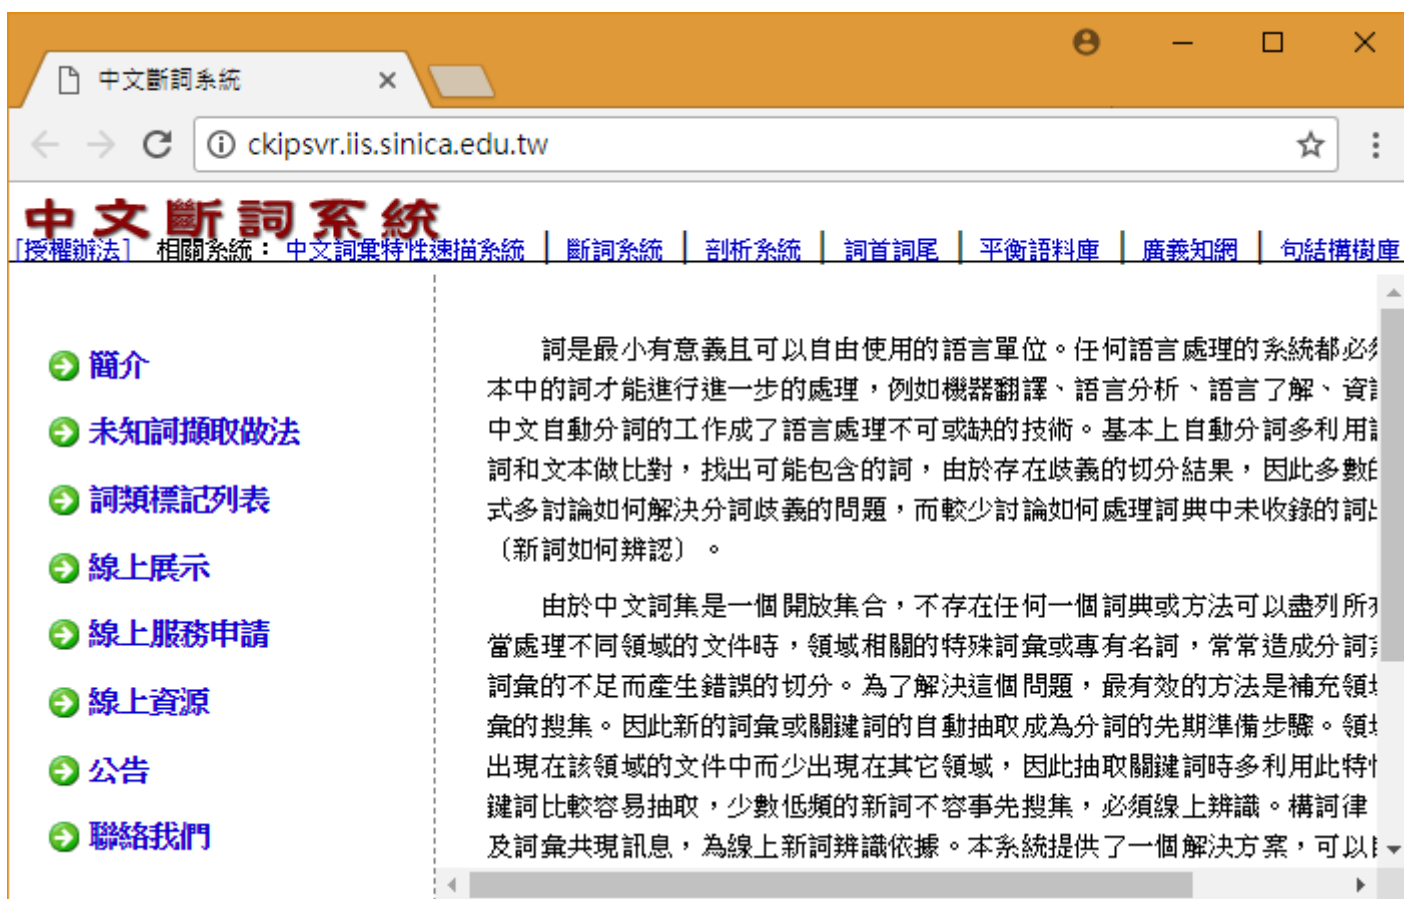 中文斷詞系統
ckipsvr.iis.sinica.edu.tw
中文斷詞系統
[授權辦法] 相關系統： 中文詞彙特性速描系統 | 斷詞系統 | 剖析系統 | 詞首詞尾 | 平衡語料庫 | 廣義知網 | 句結構樹庫
簡介
未知詞擷取做法
詞類標記列表
線上展示
線上服務申請
線上資源
公告
聯絡我們
詞是最小有意義且可以自由使用的語言單位。任何語言處理的系統都必
本中的詞才能進行進一步的處理，例如機器翻譯、語言分析、語言了解、資
中文自動分詞的工作成了語言處理不可或缺的技術。基本上自動分詞多利用
詞和文本做比對，找出可能包含的詞，由於存在歧義的切分結果，因此多數
式多討論如何解決分詞歧義的問題，而較少討論如何處理詞典中未收錄的詞
（新詞如何辨認）。
由於中文詞集是一個開放集合，不存在任何一個詞典或方法可以盡列所
當處理不同領域的文件時，領域相關的特殊詞彙或專有名詞，常常造成分詞
詞彙的不足而產生錯誤的切分。為了解決這個問題，最有效的方法是補充領
彙的搜集。因此新的詞彙或關鍵詞的自動抽取成為分詞的先期準備步驟。領
出現在該領域的文件中而少出現在其它領域，因此抽取關鍵詞時多利用此特
鍵詞比較容易抽取，少數低頻的新詞不容事先搜集，必須線上辨識。構詞律
及詞彙共現訊息，為線上新詞辨識依據。本系統提供了一個解決方案，可以